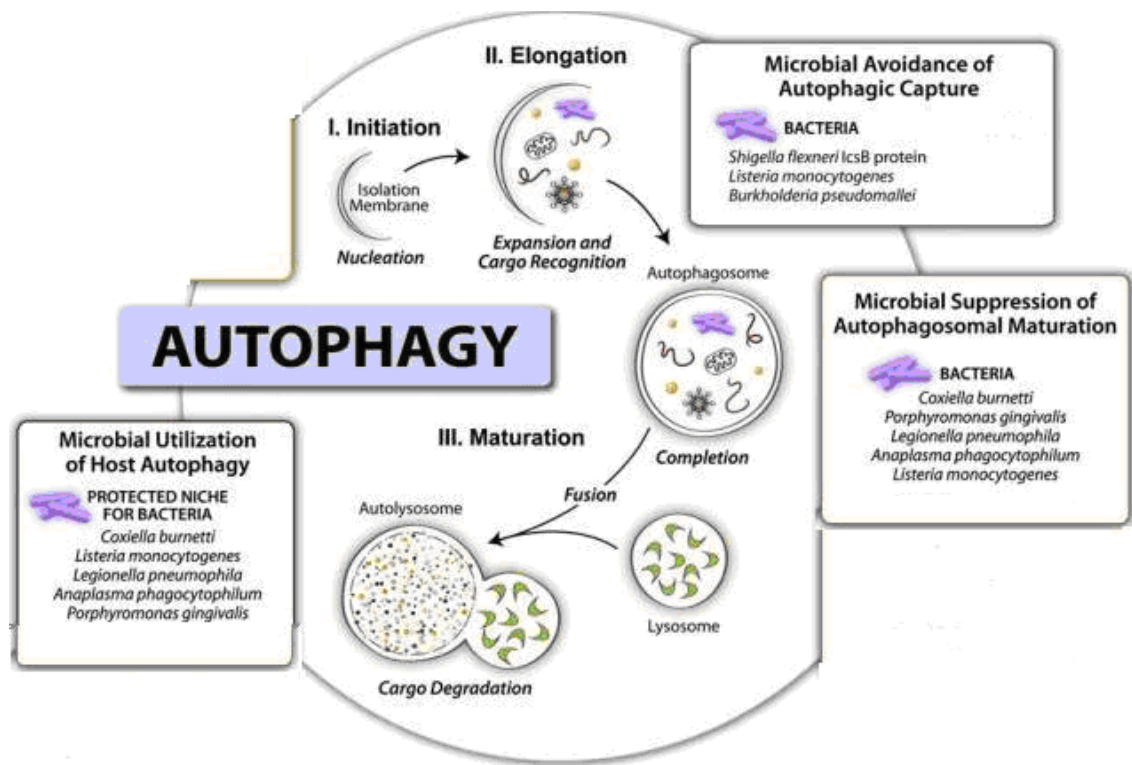 II. Elongation
I. Initiation
Isolation
Membrane
Nucleation
Expansion and
Cargo Recognition
Microbial Avoidance of
Autophagic Capture
BACTERIA
Shigella flexneri IcsB protein
Listeria monocytogenes
Burkholderia pseudomallei
Autophagosome
Completion
Microbial Suppression of
Autophagosomal Maturation
BACTERIA
Coxiella burnetti
Porphyromonas gingivalis
Legionella pneumophila
Anaplasma phagocytophilum
Listeria monocytogenes
AUTOPHAGY
III. Maturation
Fusion
Autolysosome
Lysosome
Cargo Degradation
Microbial Utilization
of Host Autophagy
PROTECTED NICHE
FOR BACTERIA
Coxiella burnetti
Listeria monocytogenes
Legionella pneumophila
Anaplasma phagocytophilum
Porphyromonas gingivalis